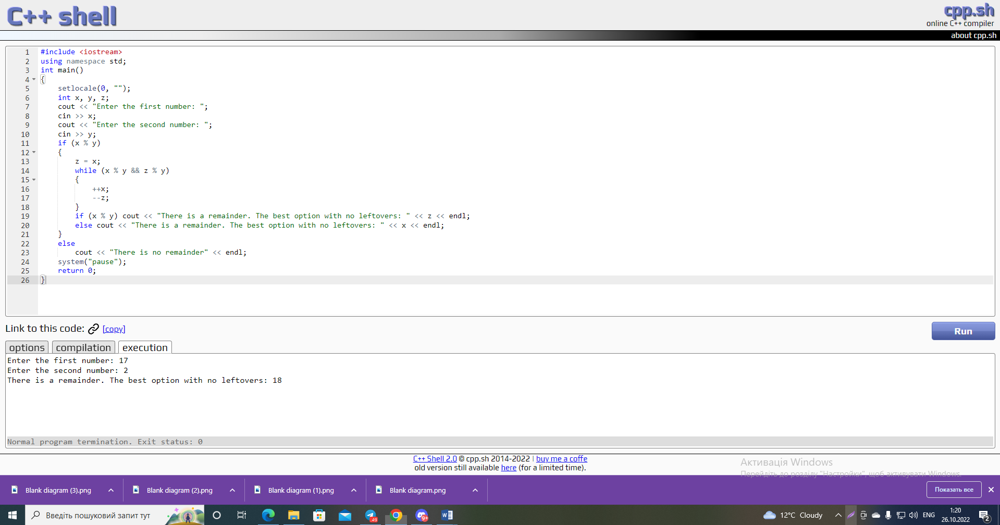 C++ shell
cpp.sh
online C++ compiler
about cpp.sh
1 #include <iostream>
2 using namespace std;
3 int main()
4 {
5 setlocale(0, "");
6 int x, y, z;
7 cout << "Enter the first number: ";
8 cin >> x;
9 cout << "Enter the second number: ";
10 cin >> y;
11 if (x % y)
12 {
13 z = x;
14 while (x % y && z % y)
15 {
16 ++x;
17 --z;
18 }
19 if (x % y) cout << "There is a remainder. The best option with no leftovers: " << z << endl;
20 else cout << "There is a remainder. The best option with no leftovers: " << x << endl;
21 }
22 else
23 cout << "There is no remainder" << endl;
24 system("pause");
25 return 0;
26 }
Link to this code: [copy]
Run
options compilation execution
Enter the first number: 17
Enter the second number: 2
There is a remainder. The best option with no leftovers: 18
Normal program termination. Exit status: 0
C++ Shell 2.0 © cpp.sh 2014-2022 | buy me a coffe
old version still available here (for a limited time).
Активація Windows
Перейдіть до розділу "Настройки", щоб активувати Windows.
Blank diagram (3).png Blank diagram (2).png Blank diagram (1).png Blank diagram.png Показать все
Введіть пошуковий запит тут 49 9+ W 12°C Cloudy ENG 1:20
26.10.2022 2